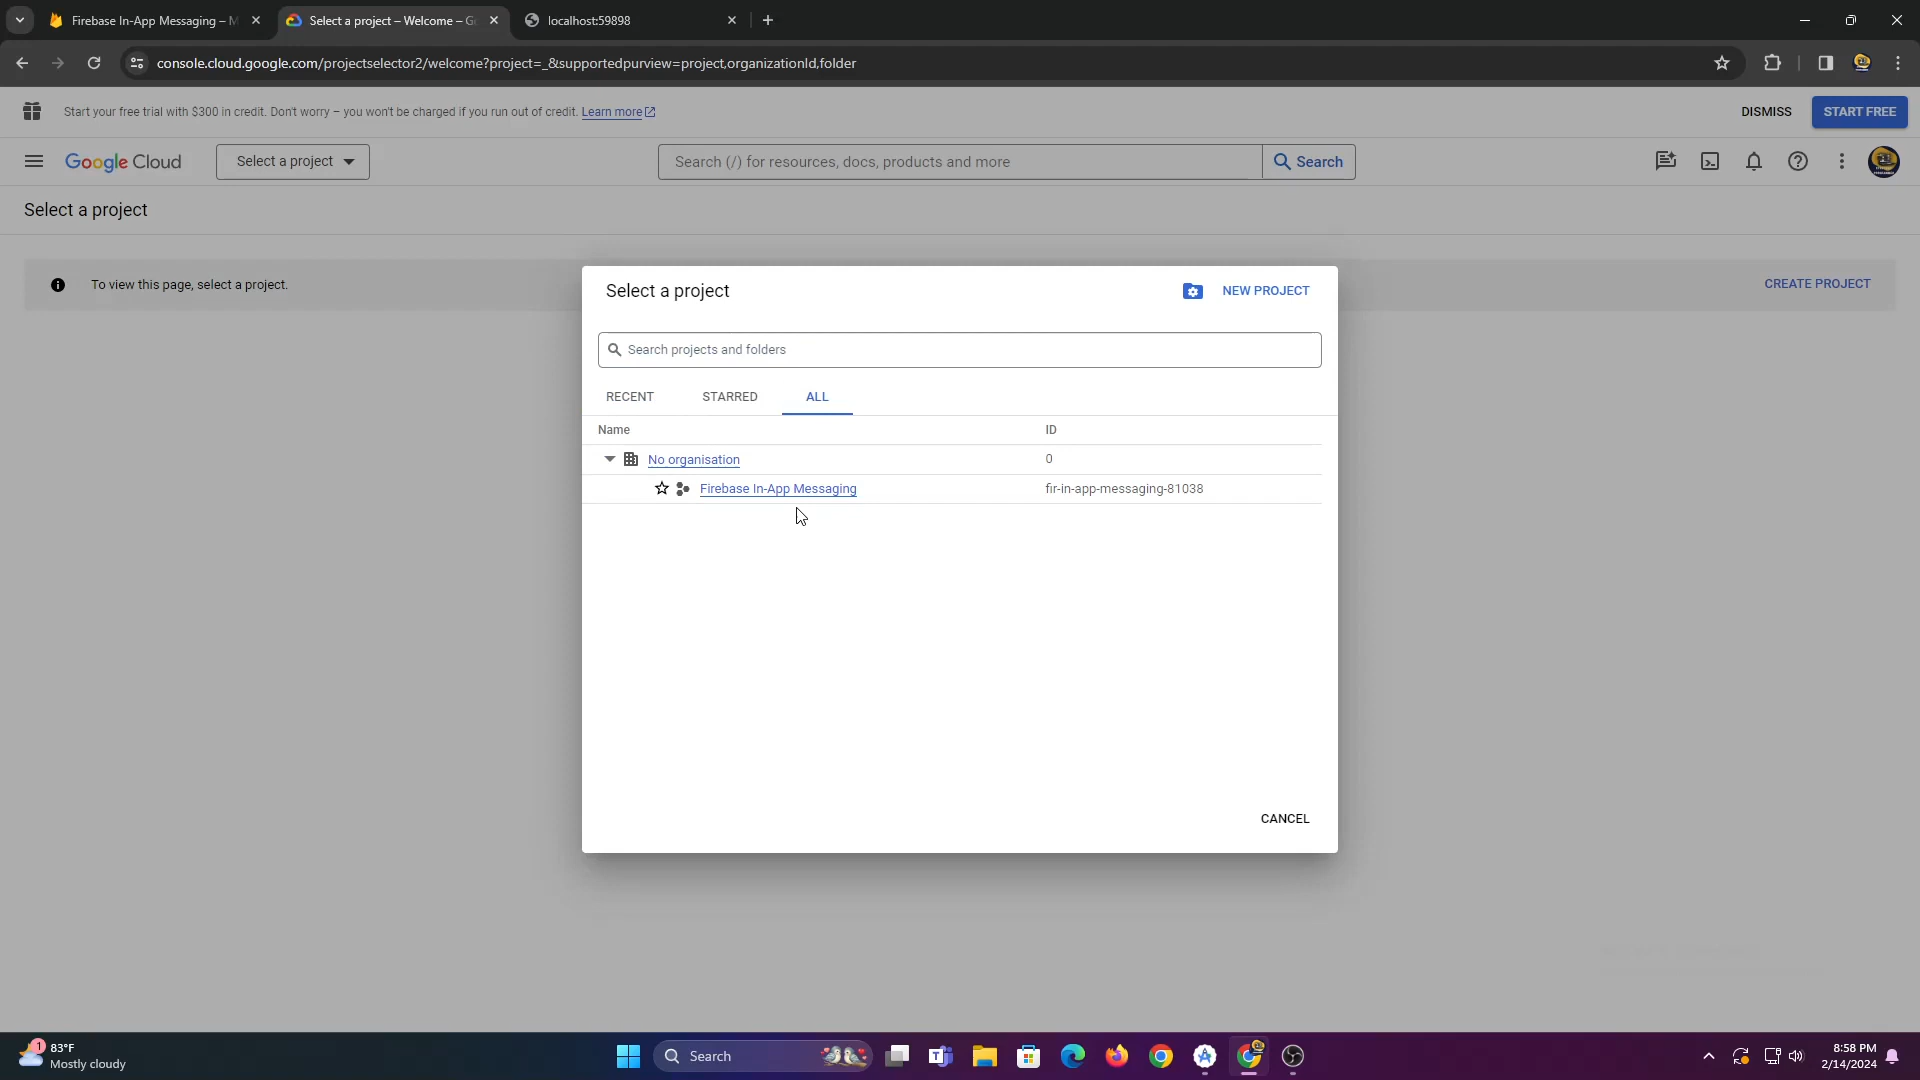 Firebase In-App Messaging – M
Select a project – Welcome – G
localhost:59898
console.cloud.google.com/projectselector2/welcome?project=_&supportedpurview=project,organizationId,folder
Start your free trial with $300 in credit. Don't worry – you won't be charged if you run out of credit. Learn more
DISMISS
START FREE
Google Cloud
Select a project
Search (/) for resources, docs, products and more
Search
Select a project
To view this page, select a project.
CREATE PROJECT
Select a project
NEW PROJECT
Search projects and folders
RECENT
STARRED
ALL
Name
ID
No organisation
0
Firebase In-App Messaging
fir-in-app-messaging-81038
CANCEL
1
83°F
Mostly cloudy
Search
8:58 PM
2/14/2024